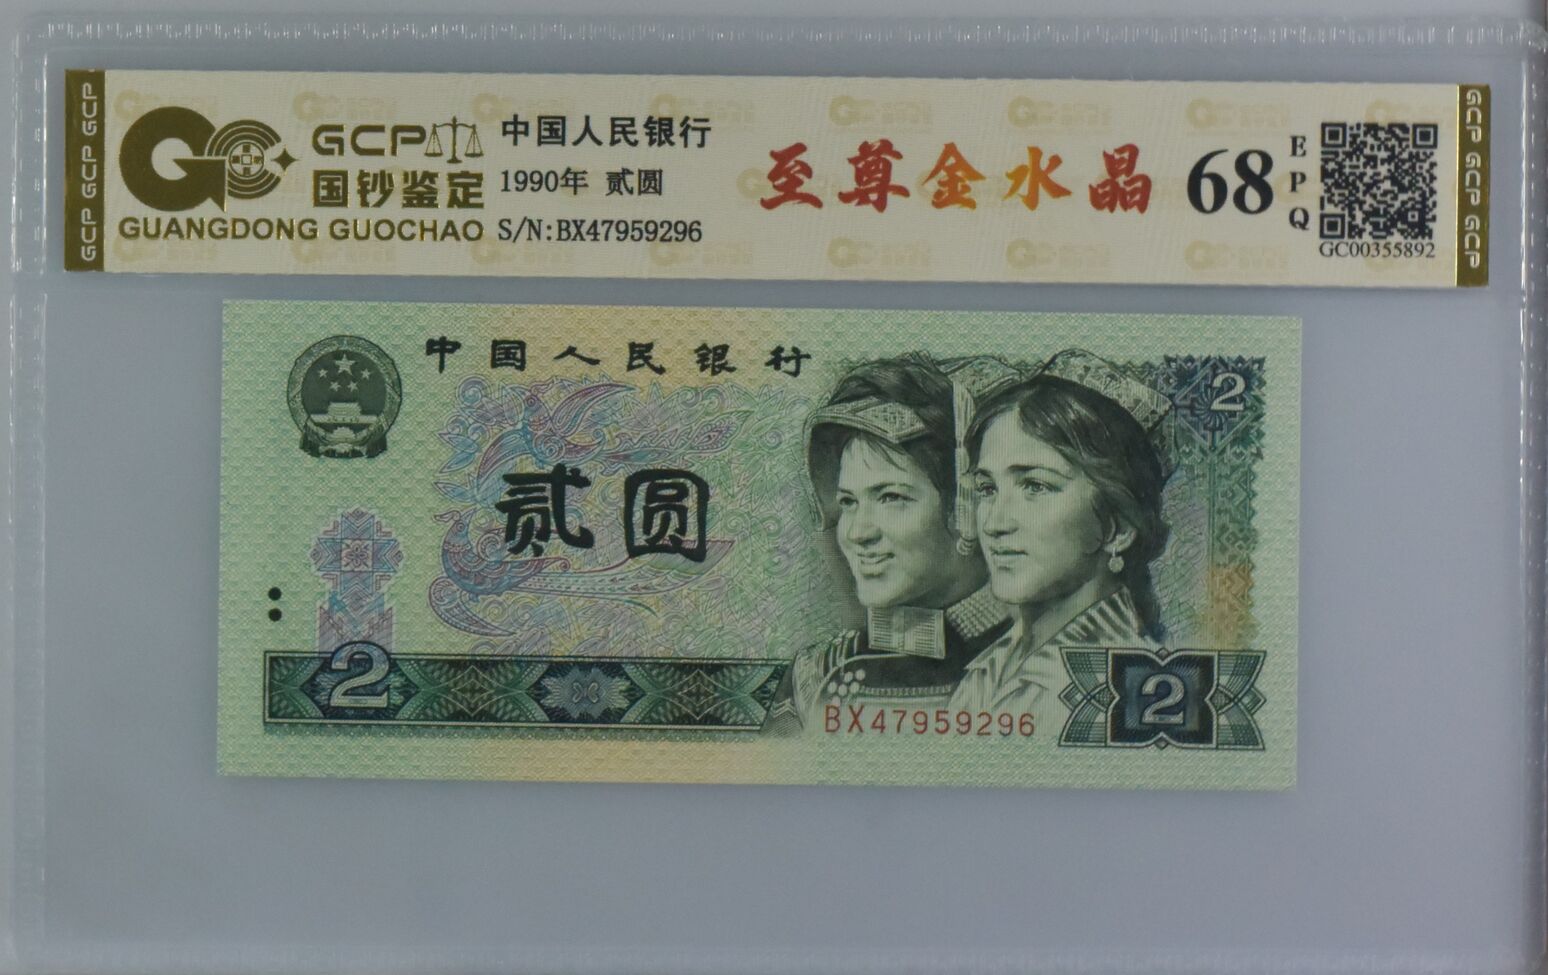 GCP GCP GCP
GCP
国钞鉴定
GUANGDONG GUOCHAO
中国人民银行
1990年 贰圆
S/N:BX47959296
至尊金水晶
68
EPQ
GC00355892
GCP GCP GCP
中国人民银行
2
贰圆
2
BX47959296
2